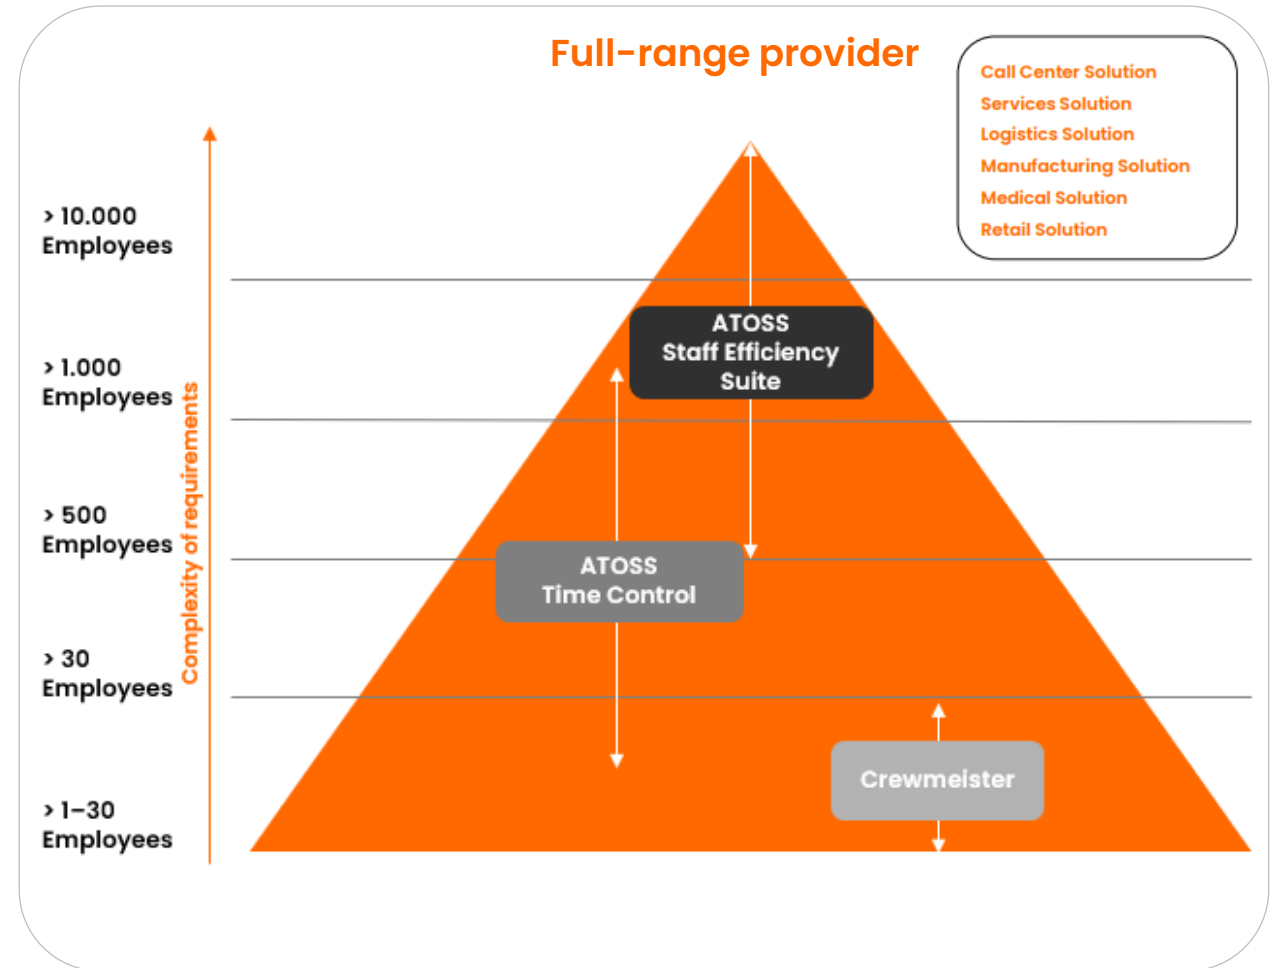 Full-range provider
Call Center Solution
Services Solution
Logistics Solution
Manufacturing Solution
Medical Solution
Retail Solution
> 10.000
Employees
> 1.000
Employees
> 500
Employees
> 30
Employees
> 1–30
Employees
Complexity of requirements
ATOSS
Staff Efficiency
Suite
ATOSS
Time Control
Crewmeister